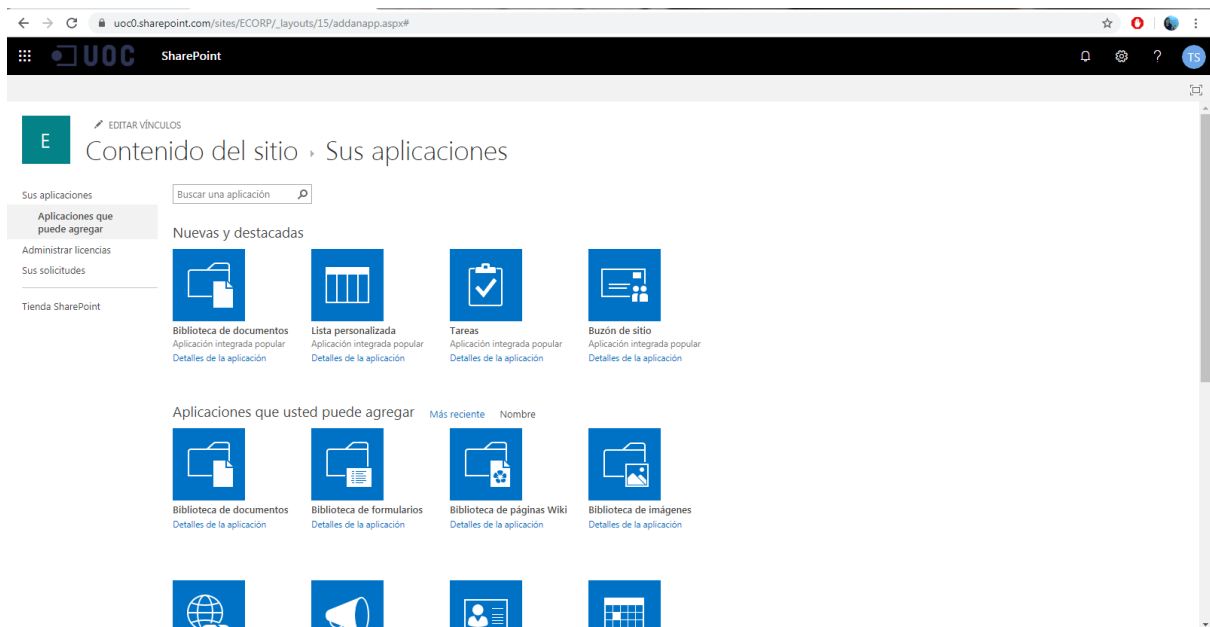 uoc0.sharepoint.com/sites/ECORP/_layouts/15/addanapp.aspx#
UOC SharePoint ? TS
EDITAR VÍNCULOS
E
Contenido del sitio › Sus aplicaciones
Sus aplicaciones
Aplicaciones que
puede agregar
Administrar licencias
Sus solicitudes
Tienda SharePoint
Buscar una aplicación
Nuevas y destacadas
Biblioteca de documentos Lista personalizada Tareas Buzón de sitio
Aplicación integrada popular Aplicación integrada popular Aplicación integrada popular Aplicación integrada popular
Detalles de la aplicación Detalles de la aplicación Detalles de la aplicación Detalles de la aplicación
Aplicaciones que usted puede agregar Más reciente Nombre
Biblioteca de documentos Biblioteca de formularios Biblioteca de páginas Wiki Biblioteca de imágenes
Detalles de la aplicación Detalles de la aplicación Detalles de la aplicación Detalles de la aplicación